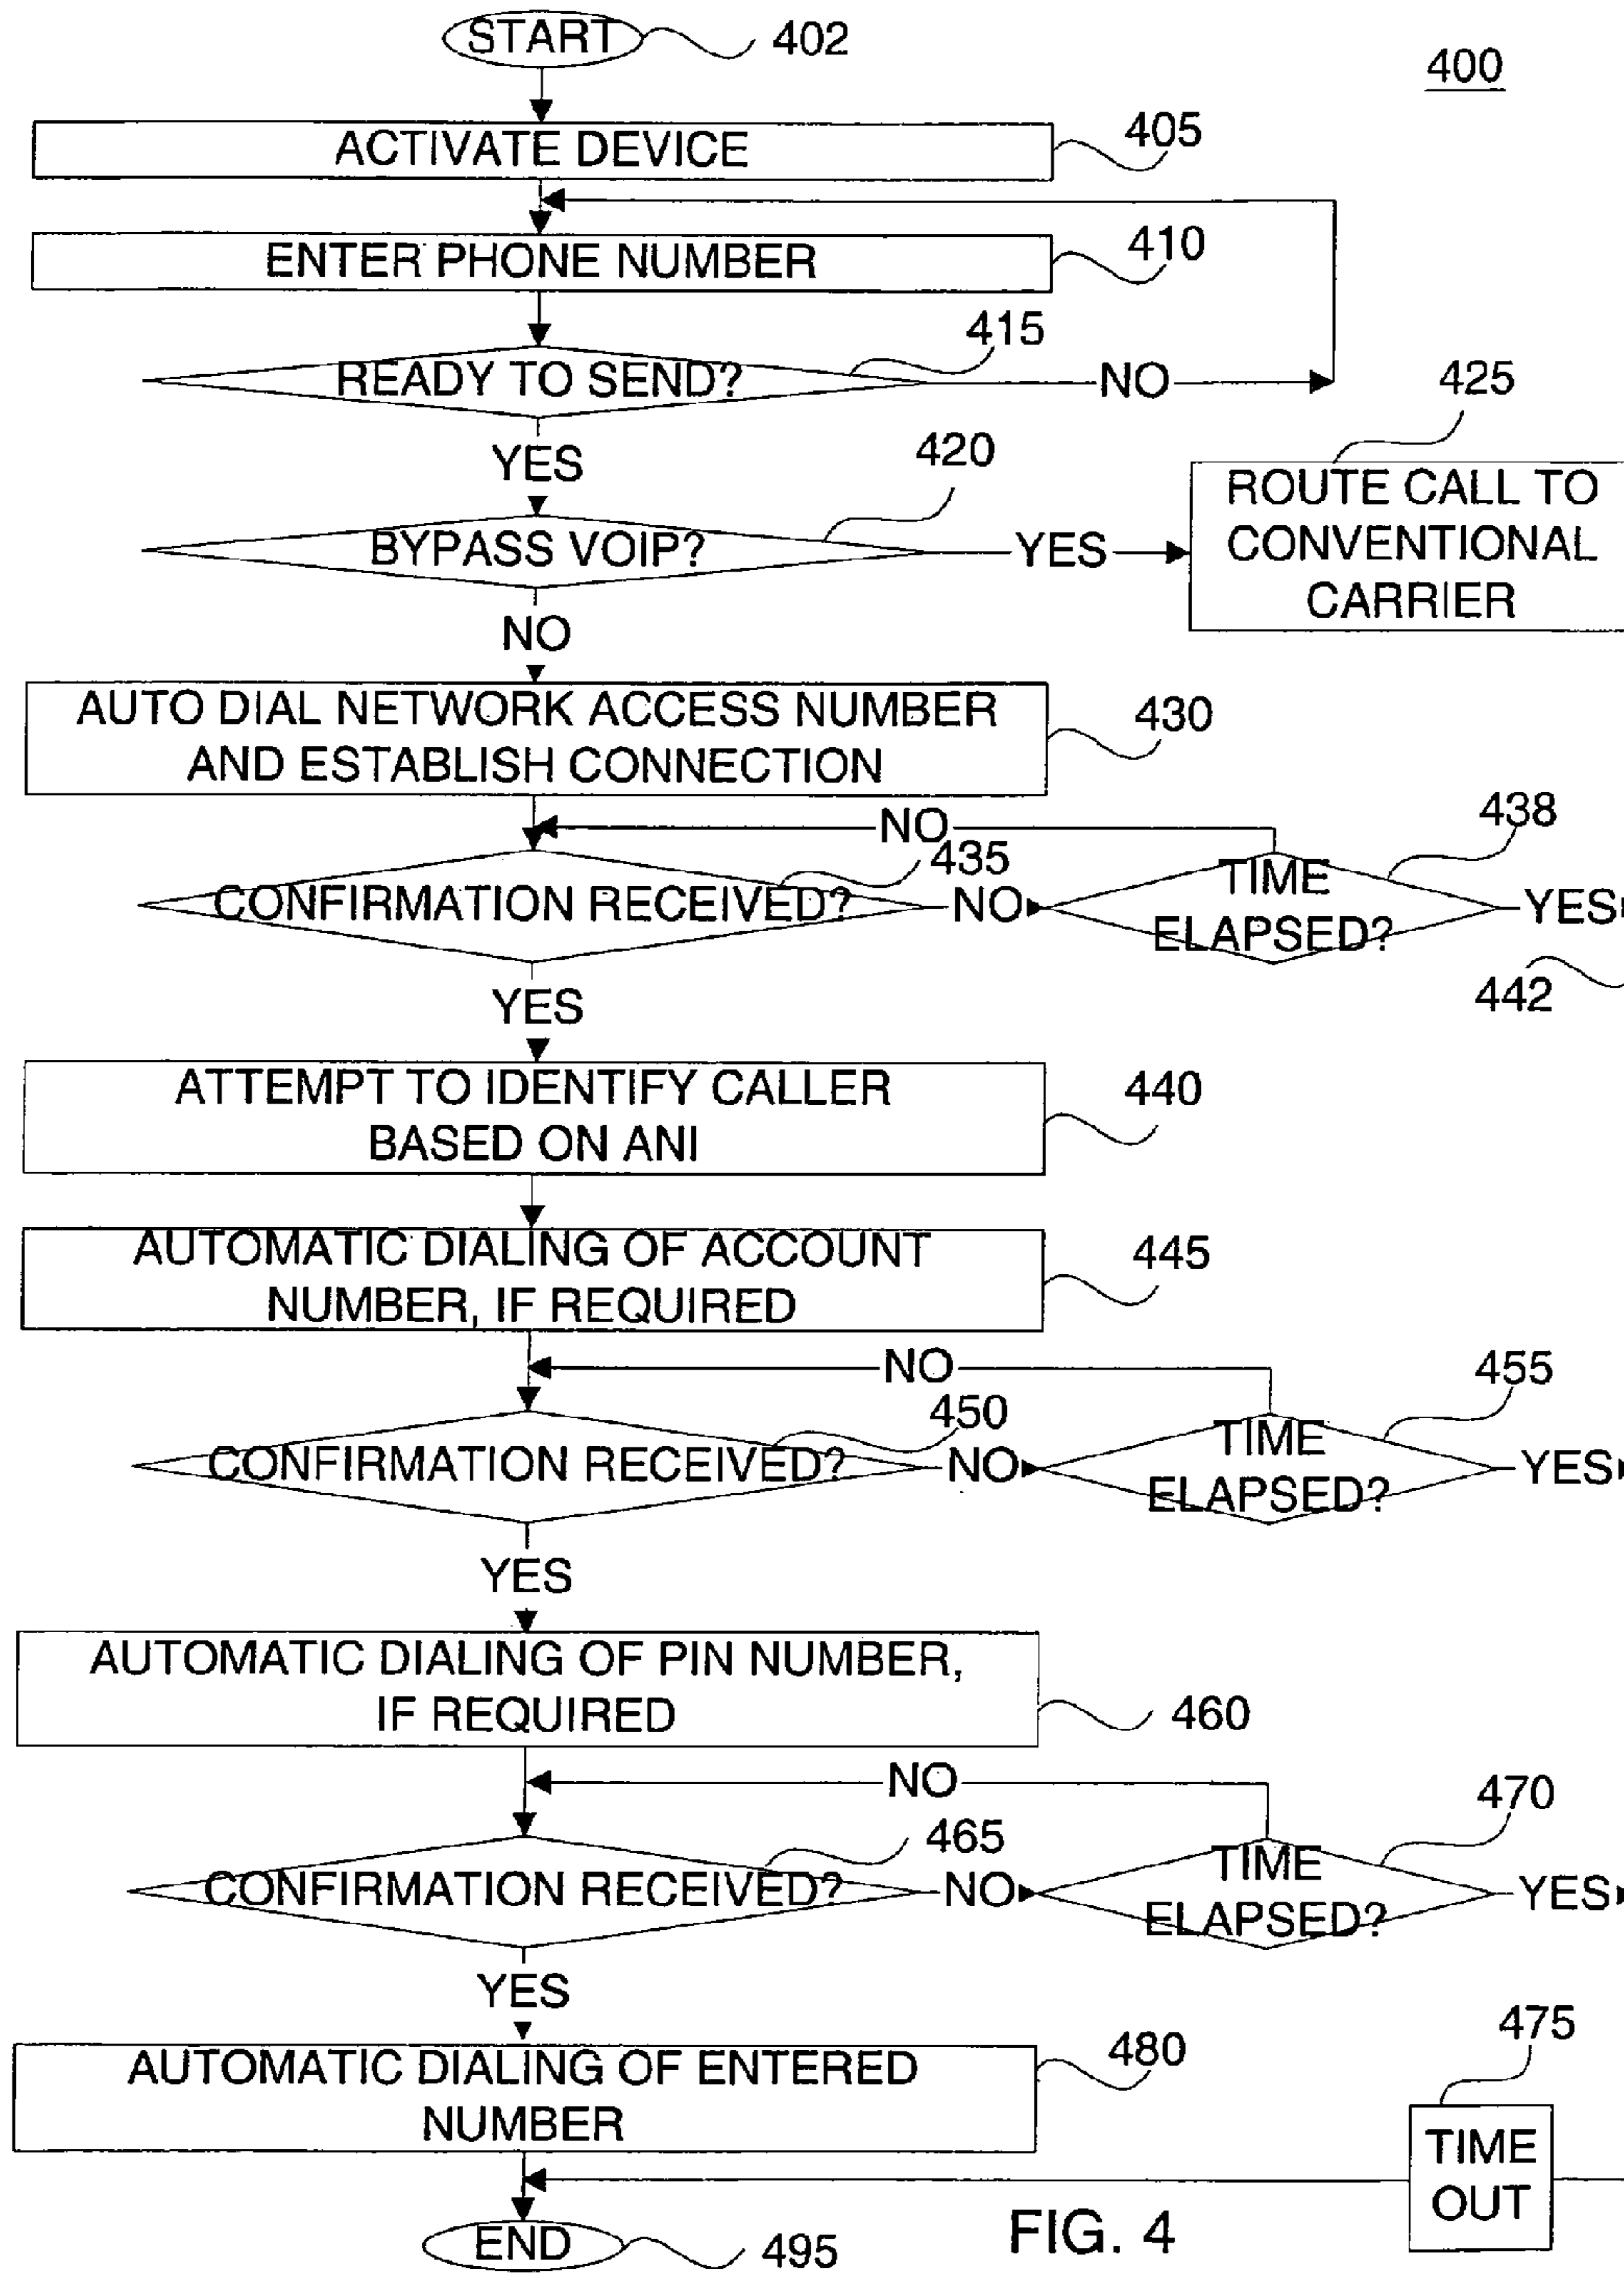 START
402
400
ACTIVATE DEVICE
405
ENTER PHONE NUMBER
410
READY TO SEND?
415
NO
YES
420
425
BYPASS VOIP?
YES
ROUTE CALL TO
CONVENTIONAL
CARRIER
NO
AUTO DIAL NETWORK ACCESS NUMBER
AND ESTABLISH CONNECTION
430
NO
438
435
CONFIRMATION RECEIVED?
NO
TIME
ELAPSED?
YES
442
YES
ATTEMPT TO IDENTIFY CALLER
BASED ON ANI
440
AUTOMATIC DIALING OF ACCOUNT
NUMBER, IF REQUIRED
445
NO
455
450
CONFIRMATION RECEIVED?
NO
TIME
ELAPSED?
YES
YES
AUTOMATIC DIALING OF PIN NUMBER,
IF REQUIRED
460
NO
470
465
CONFIRMATION RECEIVED?
NO
TIME
ELAPSED?
YES
YES
475
AUTOMATIC DIALING OF ENTERED
NUMBER
480
TIME
OUT
END
495
FIG. 4